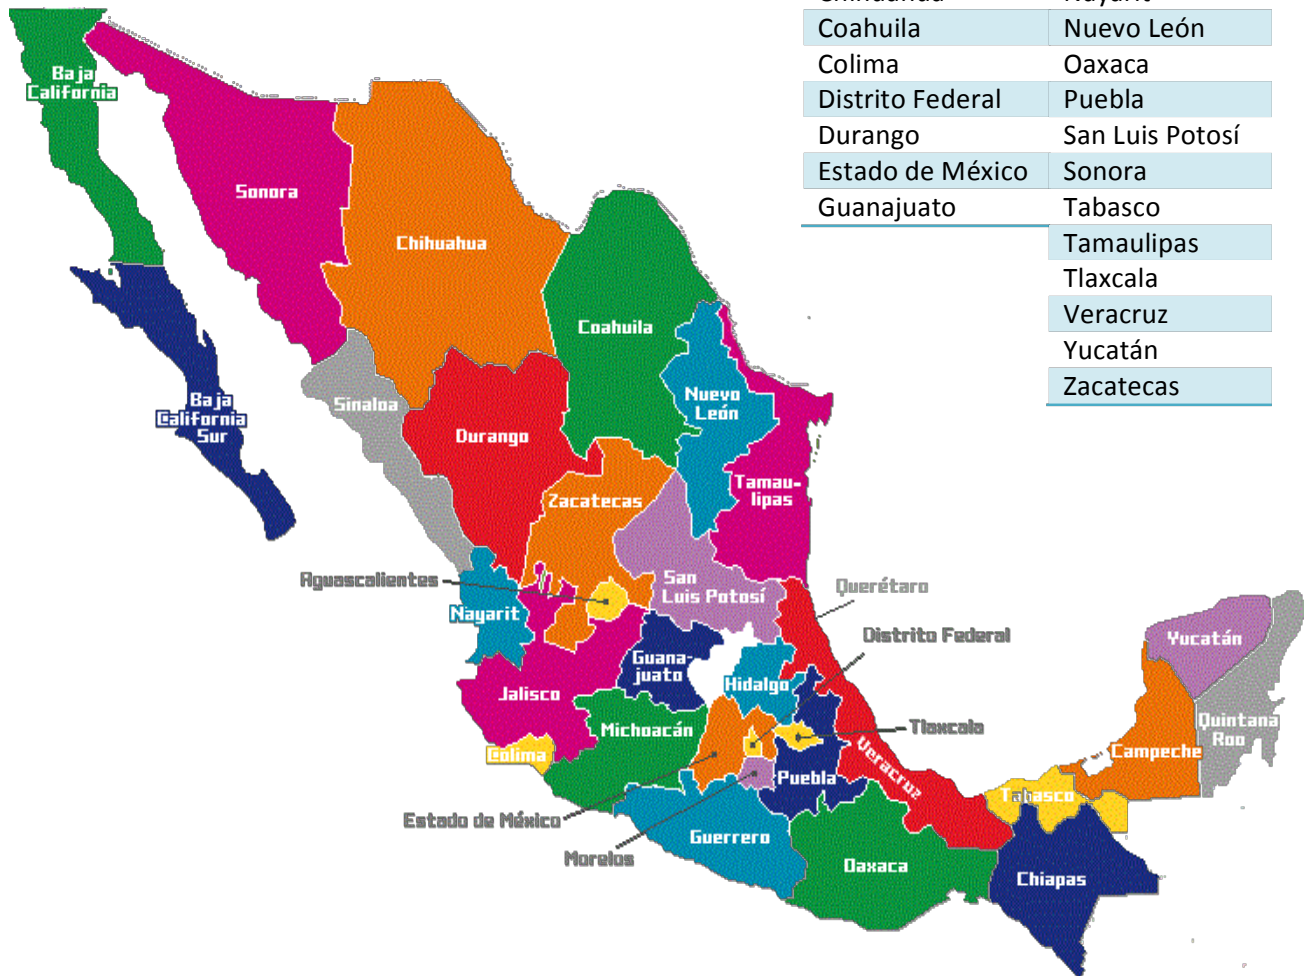 Chihuahua Nayarit
Coahuila Nuevo León
Colima Oaxaca
Distrito Federal Puebla
Durango San Luis Potosí
Estado de México Sonora
Guanajuato Tabasco
Tamaulipas
Tlaxcala
Veracruz
Yucatán
Zacatecas
Baja
California
Sonora
Chihuahua
Coahuila
Baja
California
Sur
Sinaloa
Durango
Nuevo
León
Tamau-
lipas
Zacatecas
Aguascalientes
San
Luis Potosí
Querétaro
Nayarit
Distrito Federal
Guana-
juato
Hidalgo
Jalisco
Michoacán
Tlaxcala
Colima
Puebla
Veracruz
Estado de México
Morelos
Guerrero
Oaxaca
Yucatán
Quintana
Roo
Campeche
Tabasco
Chiapas